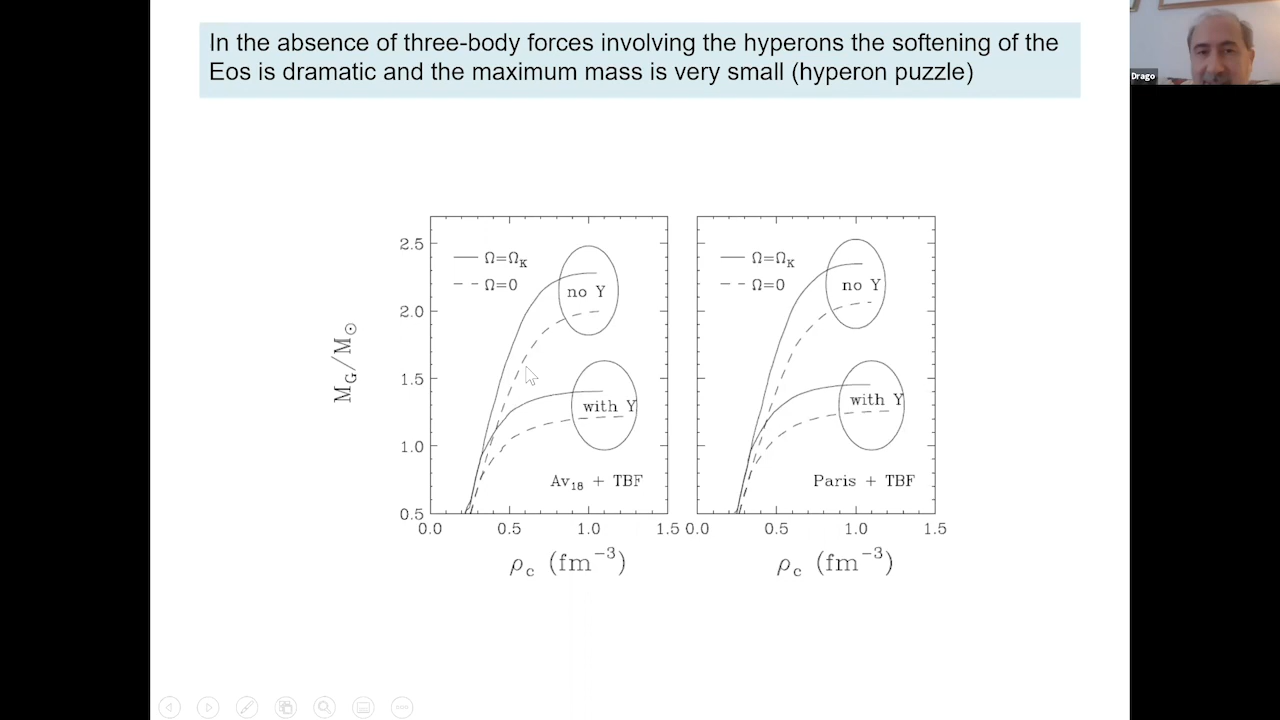 In the absence of three-body forces involving the hyperons the softening of the
Eos is dramatic and the maximum mass is very small (hyperon puzzle)
Drago
M_G/M_⊙
2.5
2.0
1.5
1.0
0.5
Ω=Ω_K
Ω=0
no Y
with Y
Av₁₈ + TBF
0.0
0.5
1.0
1.5
ρ_c (fm⁻³)
Ω=Ω_K
Ω=0
no Y
with Y
Paris + TBF
0.0
0.5
1.0
1.5
ρ_c (fm⁻³)